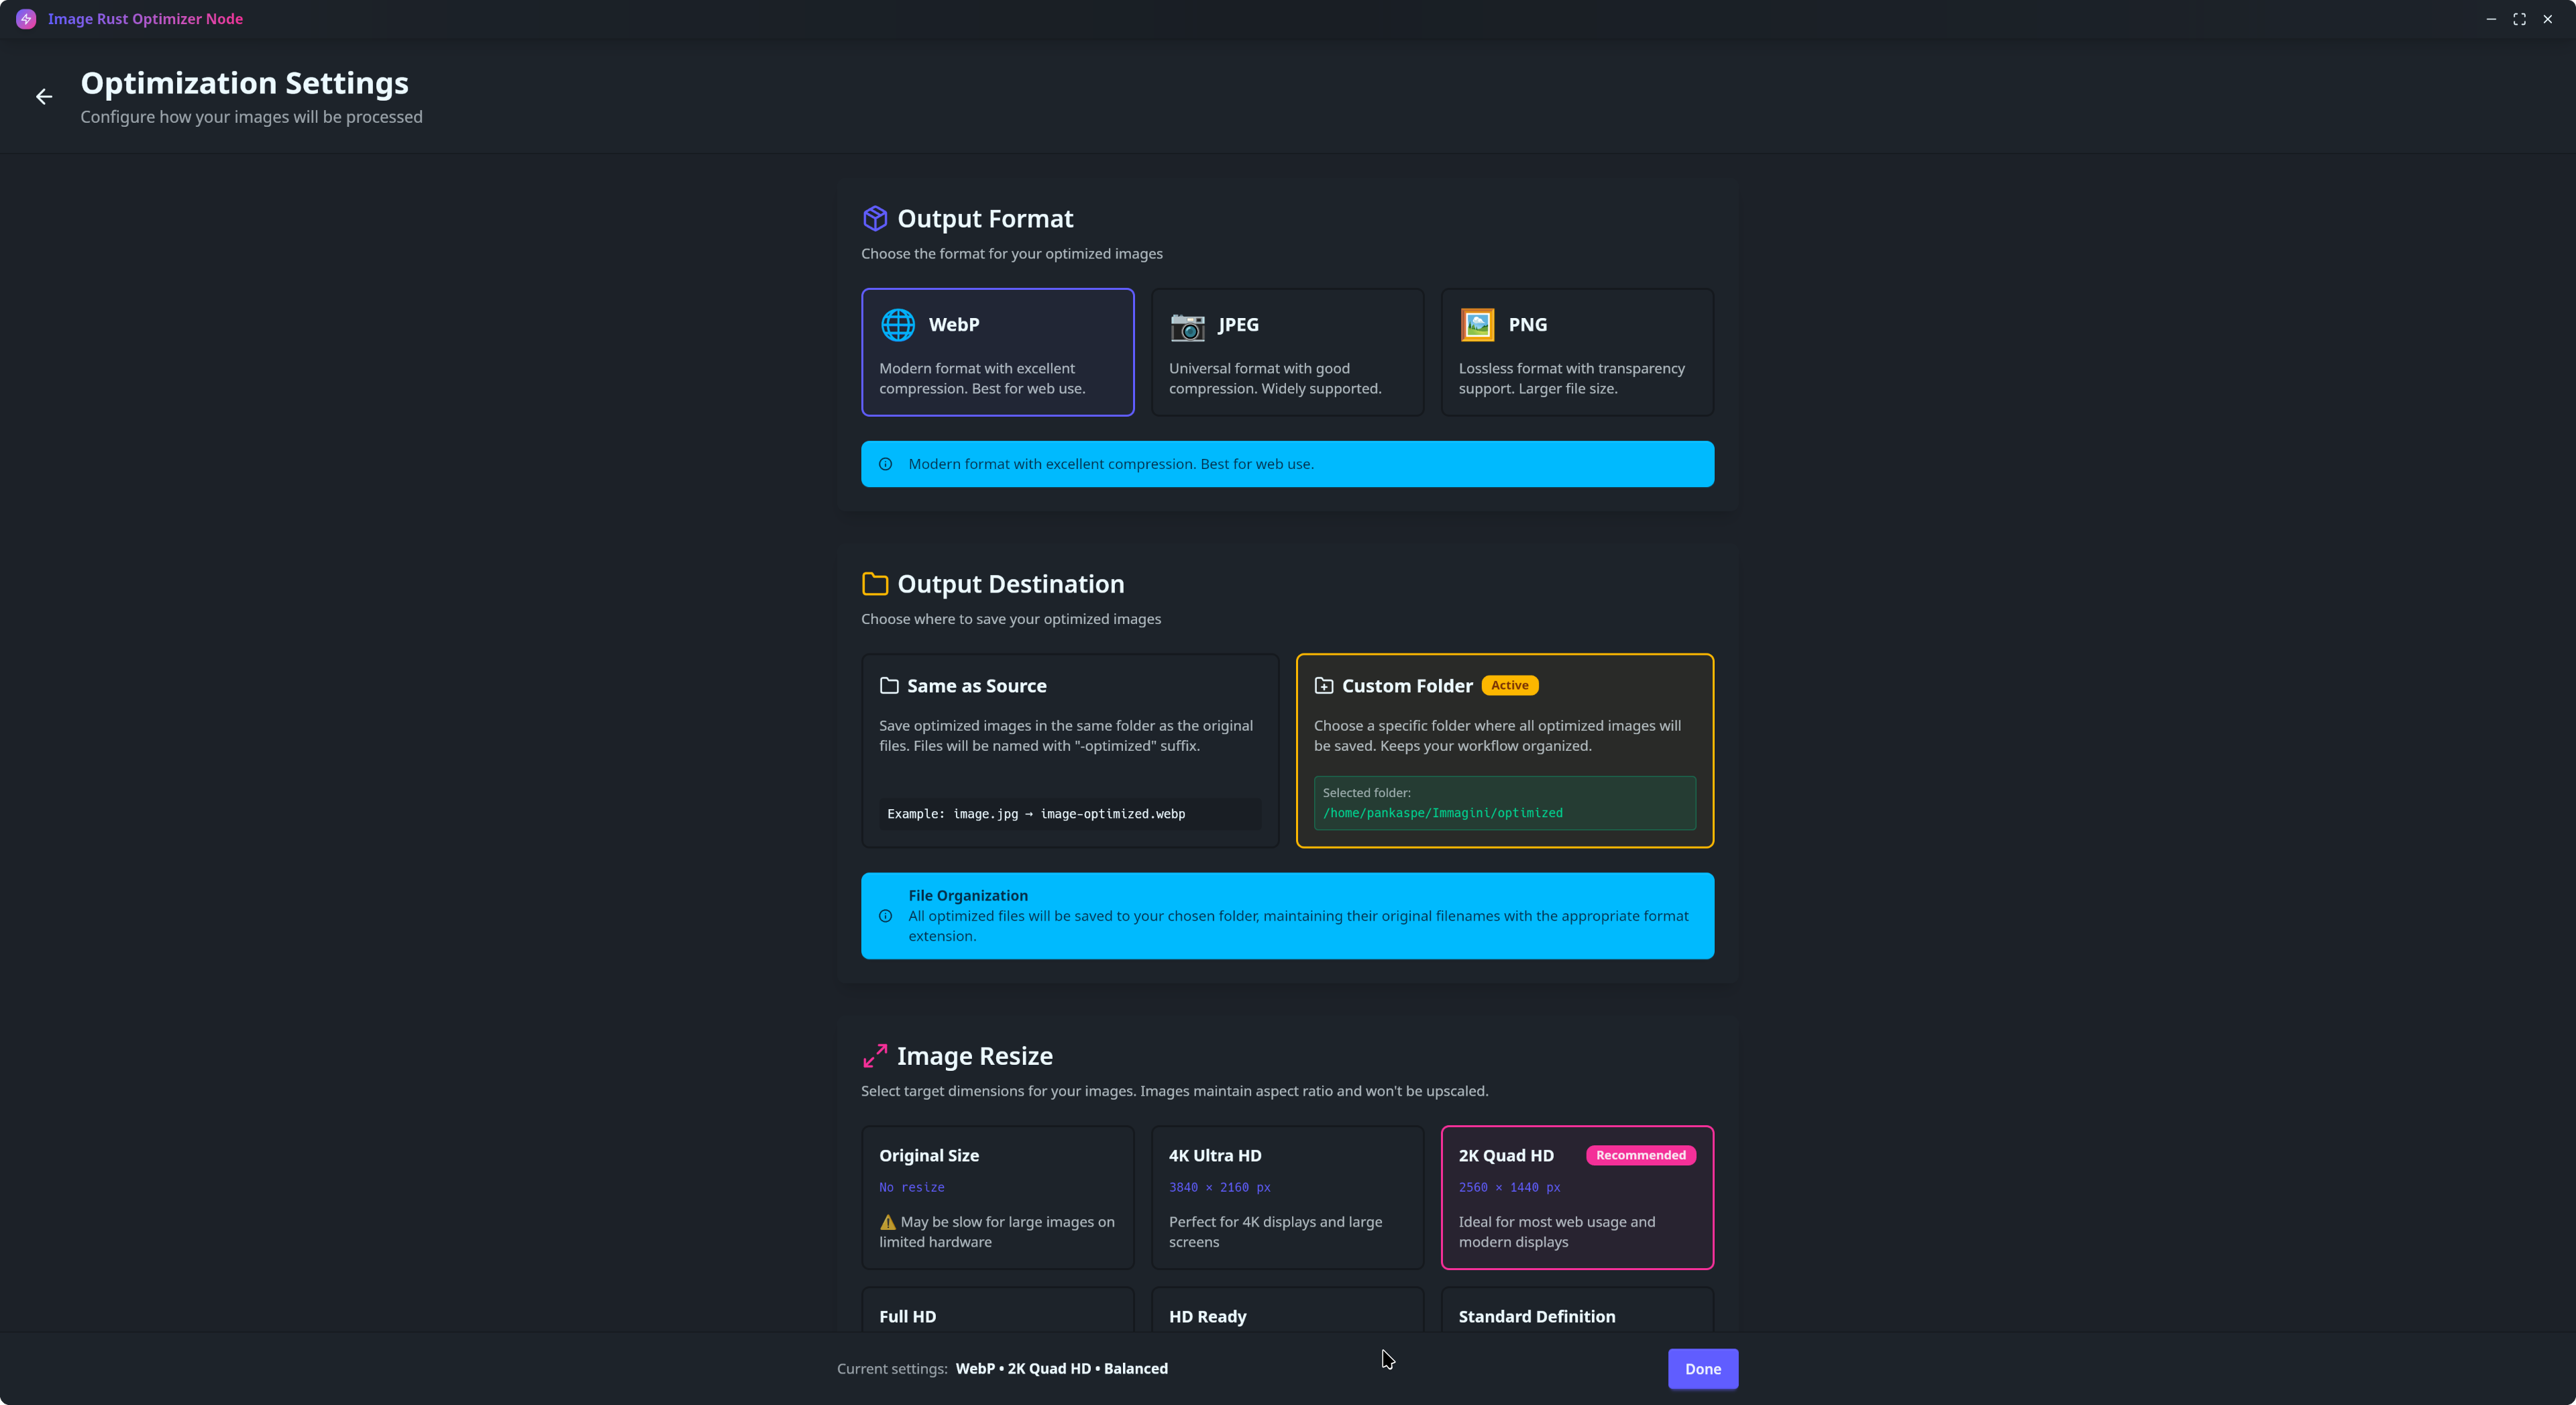 Image Rust Optimizer Node
Optimization Settings
Configure how your images will be processed
Output Format
Choose the format for your optimized images
WebP
Modern format with excellent
compression. Best for web use.
JPEG
Universal format with good
compression. Widely supported.
PNG
Lossless format with transparency
support. Larger file size.
Modern format with excellent compression. Best for web use.
Output Destination
Choose where to save your optimized images
Same as Source
Save optimized images in the same folder as the original
files. Files will be named with "-optimized" suffix.
Example: image.jpg → image-optimized.webp
Custom Folder Active
Choose a specific folder where all optimized images will
be saved. Keeps your workflow organized.
Selected folder:
/home/pankaspe/Immagini/optimized
File Organization
All optimized files will be saved to your chosen folder, maintaining their original filenames with the appropriate format
extension.
Image Resize
Select target dimensions for your images. Images maintain aspect ratio and won't be upscaled.
Original Size
No resize
⚠️ May be slow for large images on
limited hardware
4K Ultra HD
3840 × 2160 px
Perfect for 4K displays and large
screens
2K Quad HD Recommended
2560 × 1440 px
Ideal for most web usage and
modern displays
Full HD
HD Ready
Standard Definition
Current settings: WebP • 2K Quad HD • Balanced
Done